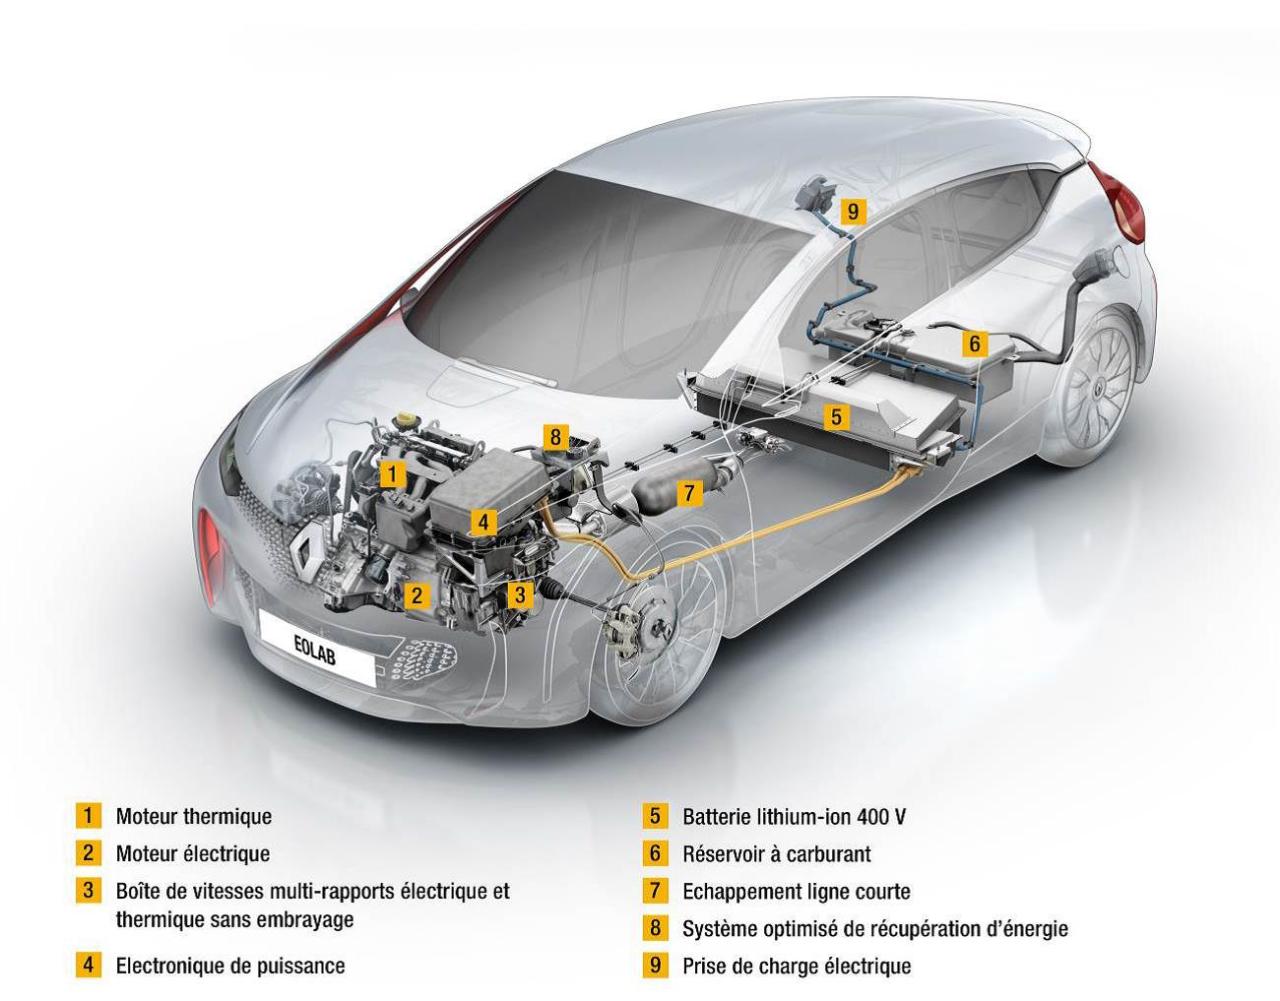 9
6
5
8
1
7
4
2
3
EOLAB
1 Moteur thermique
2 Moteur électrique
3 Boîte de vitesses multi-rapports électrique et
thermique sans embrayage
4 Electronique de puissance
5 Batterie lithium-ion 400 V
6 Réservoir à carburant
7 Echappement ligne courte
8 Système optimisé de récupération d'énergie
9 Prise de charge électrique